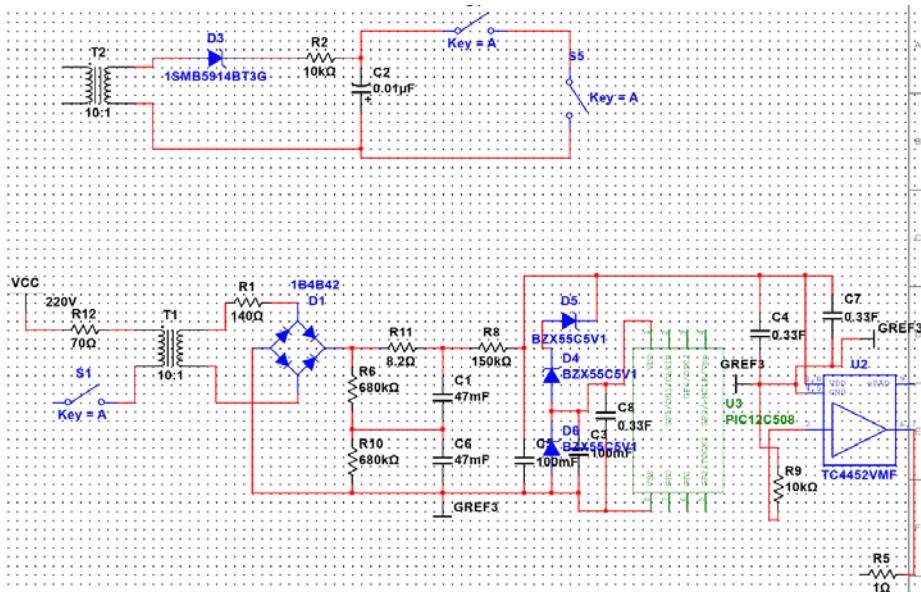 Key = A
T2
10:1
D3
1SMB5914BT3G
R2
10kΩ
C2
0.01µF
+
S5
Key = A
VCC
220V
R12
70Ω
S1
Key = A
T1
10:1
R1
140Ω
1B4B42
D1
R11
8.2Ω
R8
150kΩ
R6
680kΩ
R10
680kΩ
C1
47mF
C6
47mF
GREF3
C5
100mF
D5
BZX55C5V1
D4
BZX55C5V1
D6
BZX55C5V1
C3
100mF
C8
0.33F
U3
PIC12C508
GREF3
C4
0.33F
C7
0.33F
GREF3
U2
VDD
GND
TC4452VMF
R9
10kΩ
R5
1Ω